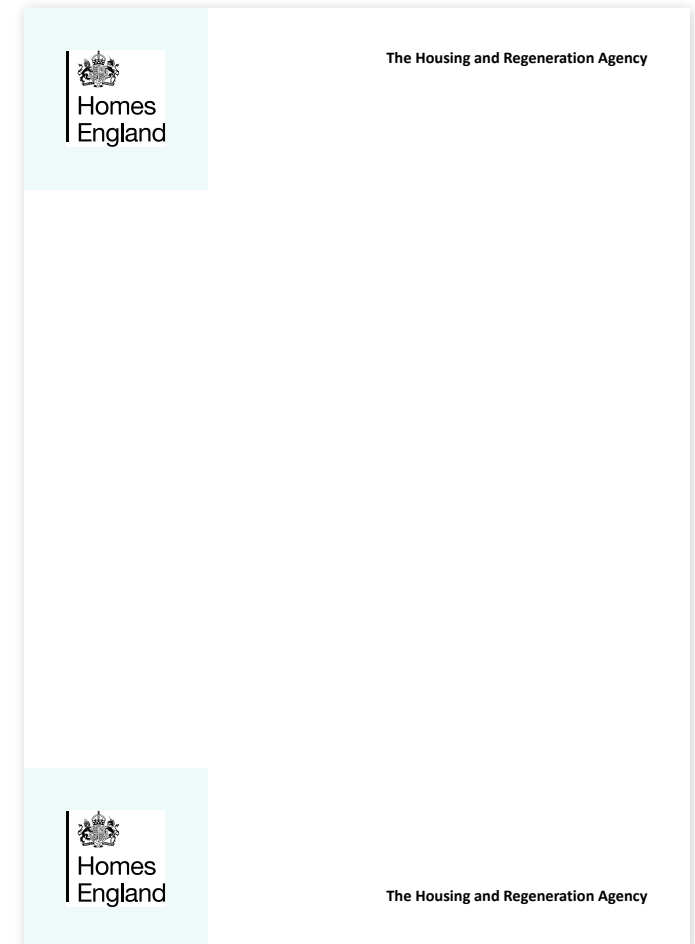 The Housing and Regeneration Agency
Homes
England
Homes
England
The Housing and Regeneration Agency